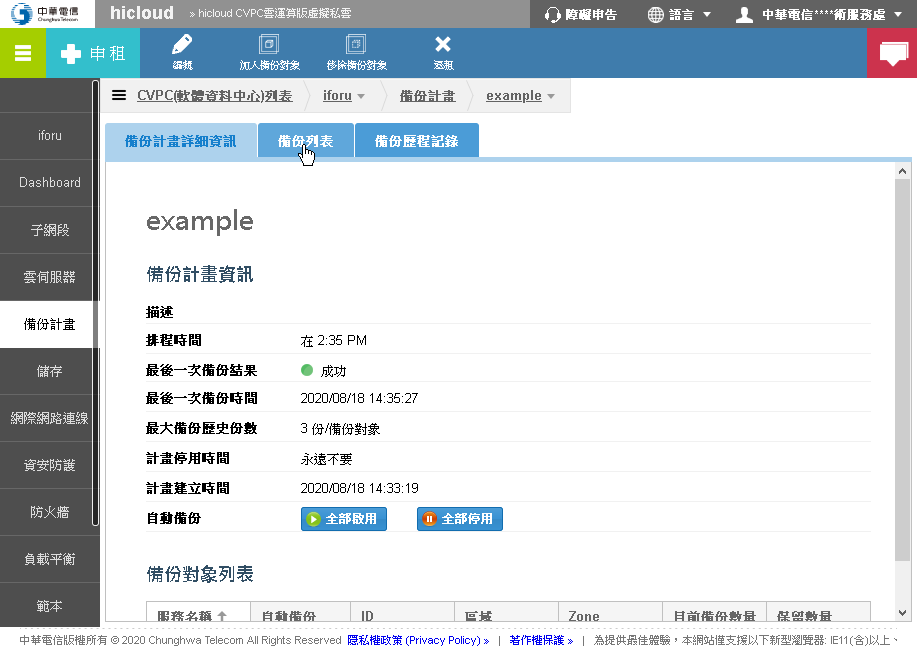 中華電信
Chunghwa Telecom
hicloud » hicloud CVPC雲運算版虛擬私雲
障礙申告 語言 中華電信****術服務處
申租
編輯 加入備份對象 移除備份對象 退租
CVPC(軟體資料中心)列表 iforu 備份計畫 example
iforu
Dashboard
子網段
雲伺服器
備份計畫
儲存
網際網路連線
資安防護
防火牆
負載平衡
範本
備份計畫詳細資訊 備份列表 備份歷程記錄
example
備份計畫資訊
描述
排程時間 在 2:35 PM
最後一次備份結果 成功
最後一次備份時間 2020/08/18 14:35:27
最大備份歷史份數 3 份/備份對象
計畫停用時間 永遠不要
計畫建立時間 2020/08/18 14:33:19
自動備份 全部啟用 全部停用
備份對象列表
服務名稱 自動備份 ID 區域 Zone 目前備份數量 保留數量
中華電信版權所有 © 2020 Chunghwa Telecom All Rights Reserved 隱私權政策 (Privacy Policy) » | 著作權保護 » | 為提供最佳體驗，本網站僅支援以下新型瀏覽器: IE11(含)以上、